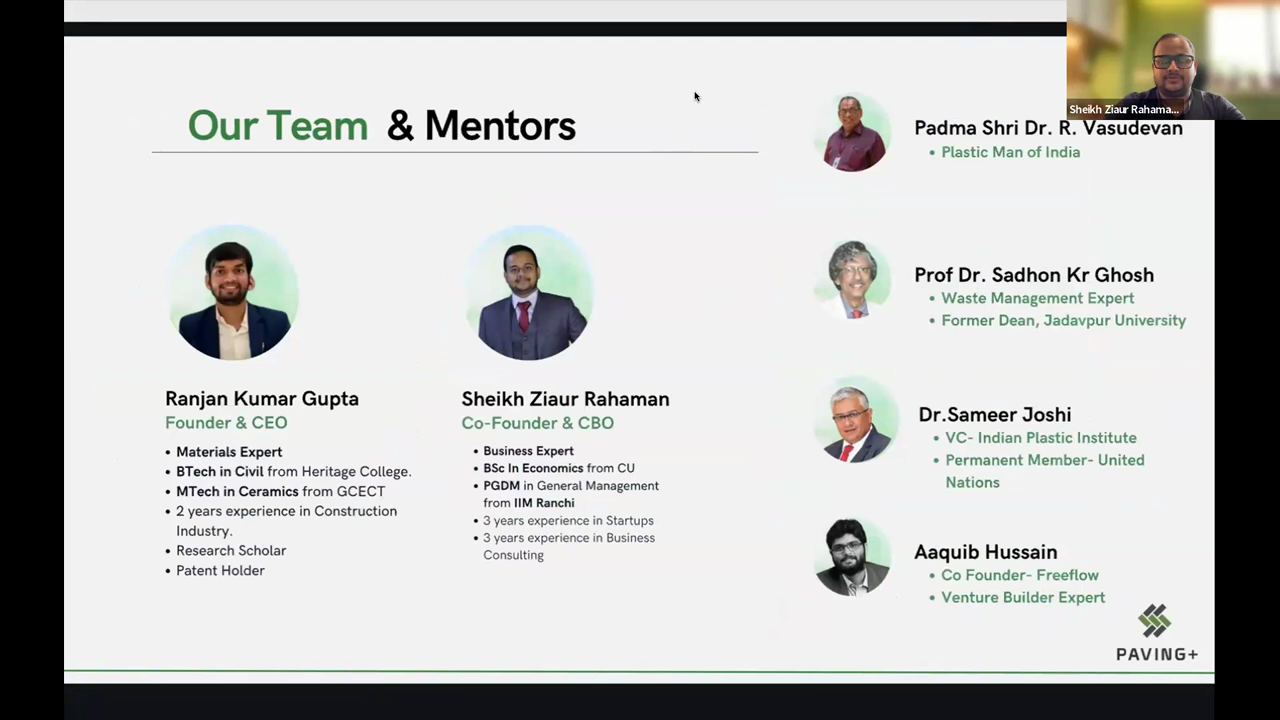 Our Team & Mentors
Sheikh Ziaur Rahama...
Padma Shri Dr. R. Vasudevan
• Plastic Man of India
Prof Dr. Sadhon Kr Ghosh
• Waste Management Expert
• Former Dean, Jadavpur University
Dr.Sameer Joshi
• VC- Indian Plastic Institute
• Permanent Member- United
Nations
Aaquib Hussain
• Co Founder- Freeflow
• Venture Builder Expert
Ranjan Kumar Gupta
Founder & CEO
• Materials Expert
• BTech in Civil from Heritage College.
• MTech in Ceramics from GCECT
• 2 years experience in Construction
Industry.
• Research Scholar
• Patent Holder
Sheikh Ziaur Rahaman
Co-Founder & CBO
• Business Expert
• BSc In Economics from CU
• PGDM in General Management
from IIM Ranchi
• 3 years experience in Startups
• 3 years experience in Business
Consulting
PAVING+